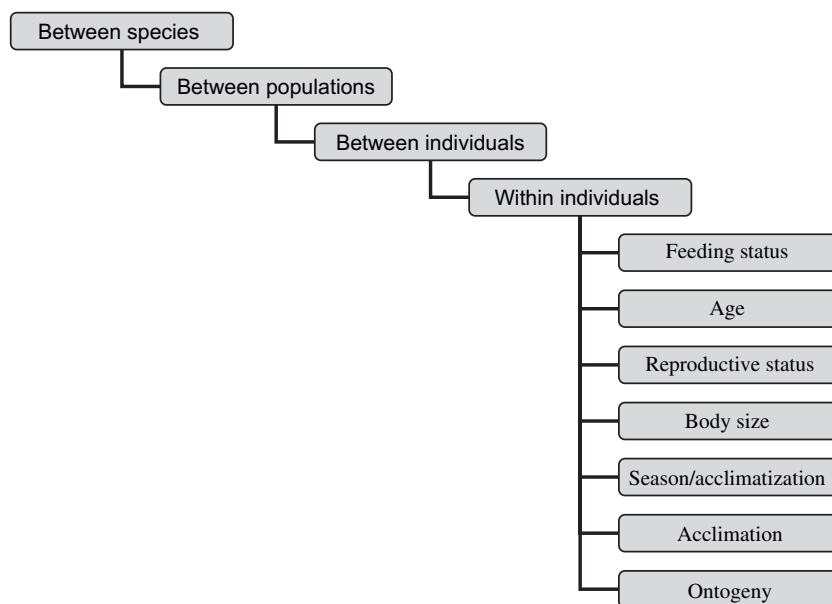 Between species
Between populations
Between individuals
Within individuals
Feeding status
Age
Reproductive status
Body size
Season/acclimatization
Acclimation
Ontogeny